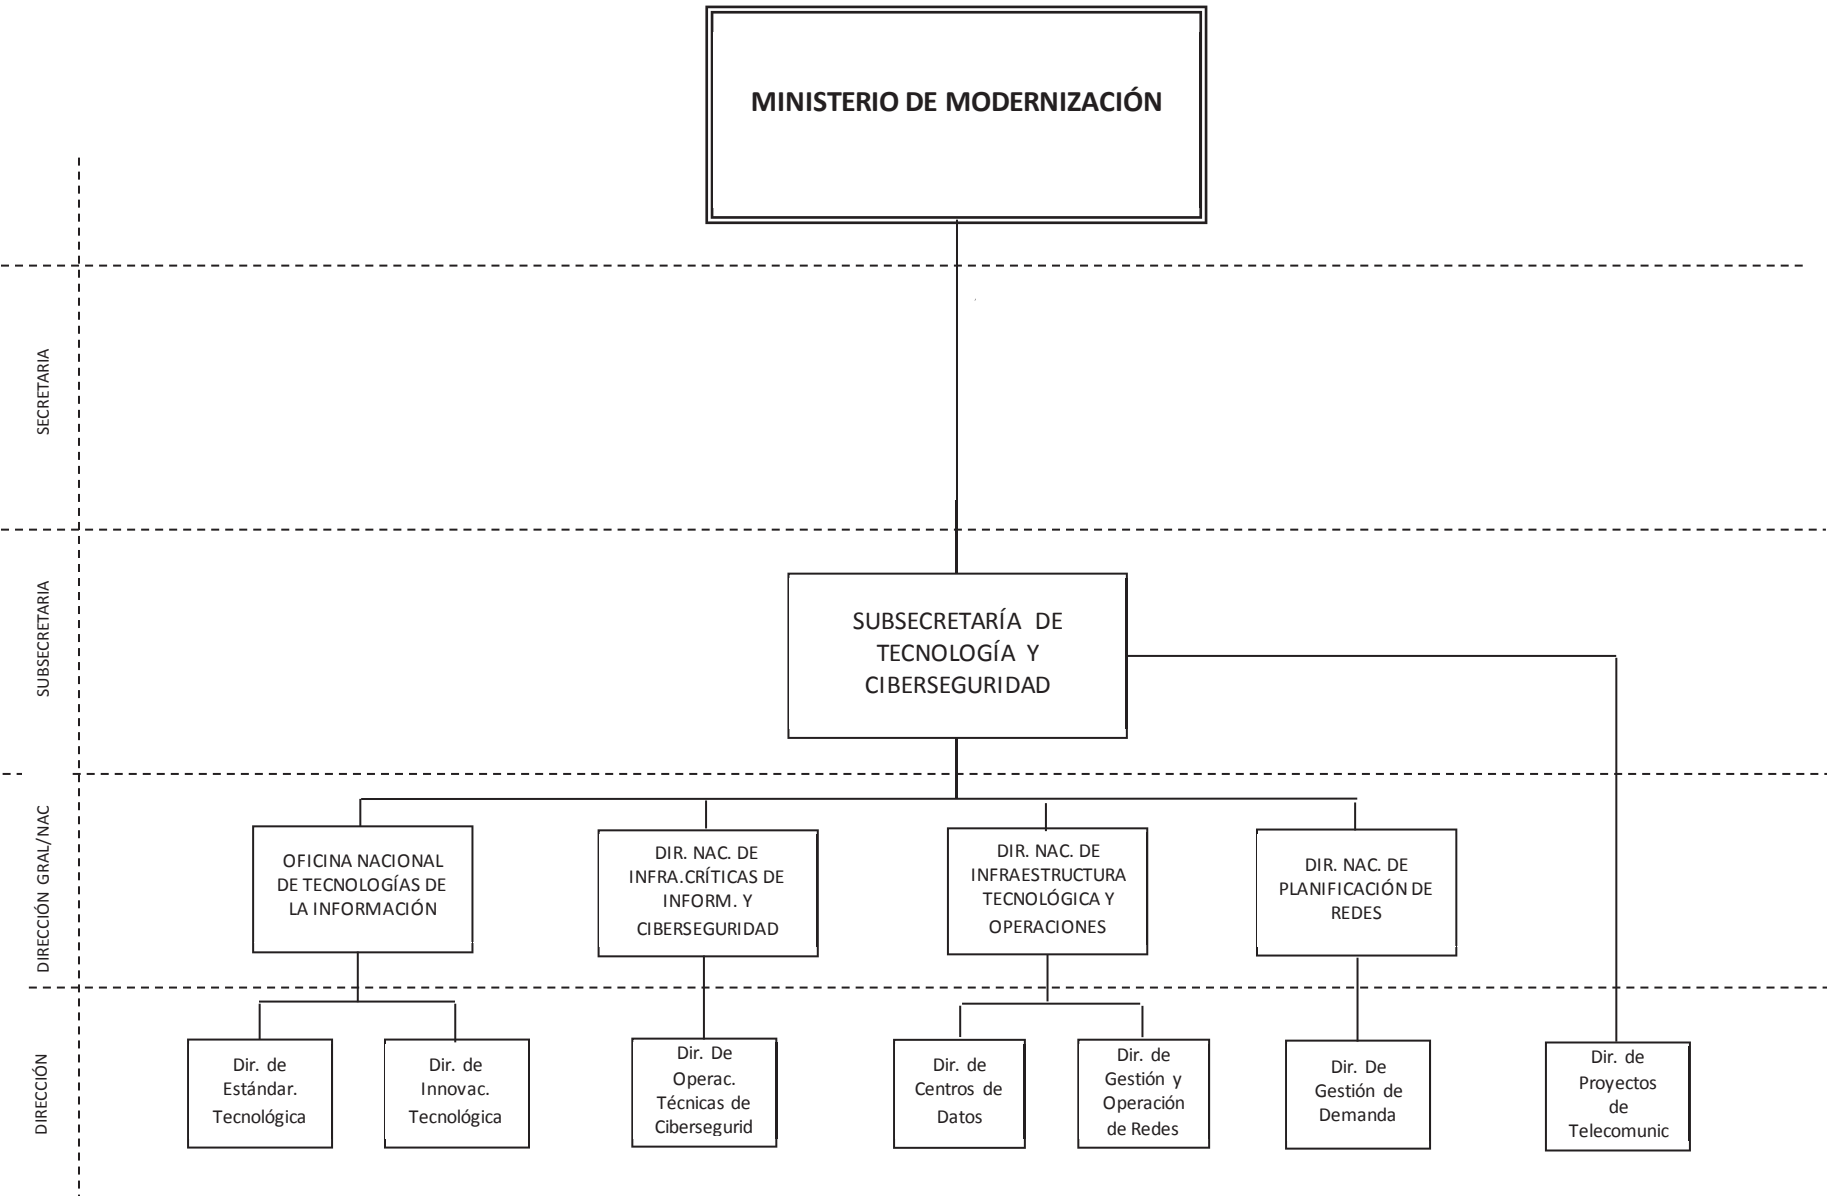 MINISTERIO DE MODERNIZACIÓN
SECRETARIA
SUBSECRETARIA
SUBSECRETARÍA DE
TECNOLOGÍA Y
CIBERSEGURIDAD
DIRECCIÓN GRAL/NAC
OFICINA NACIONAL
DE TECNOLOGÍAS DE
LA INFORMACIÓN
DIR. NAC. DE
INFRA.CRÍTICAS DE
INFORM. Y
CIBERSEGURIDAD
DIR. NAC. DE
INFRAESTRUCTURA
TECNOLÓGICA Y
OPERACIONES
DIR. NAC. DE
PLANIFICACIÓN DE
REDES
DIRECCIÓN
Dir. de
Estándar.
Tecnológica
Dir. de
Innovac.
Tecnológica
Dir. De
Operac.
Técnicas de
Cibersegurid
Dir. de
Centros de
Datos
Dir. de
Gestión y
Operación
de Redes
Dir. De
Gestión de
Demanda
Dir. de
Proyectos
de
Telecomunic